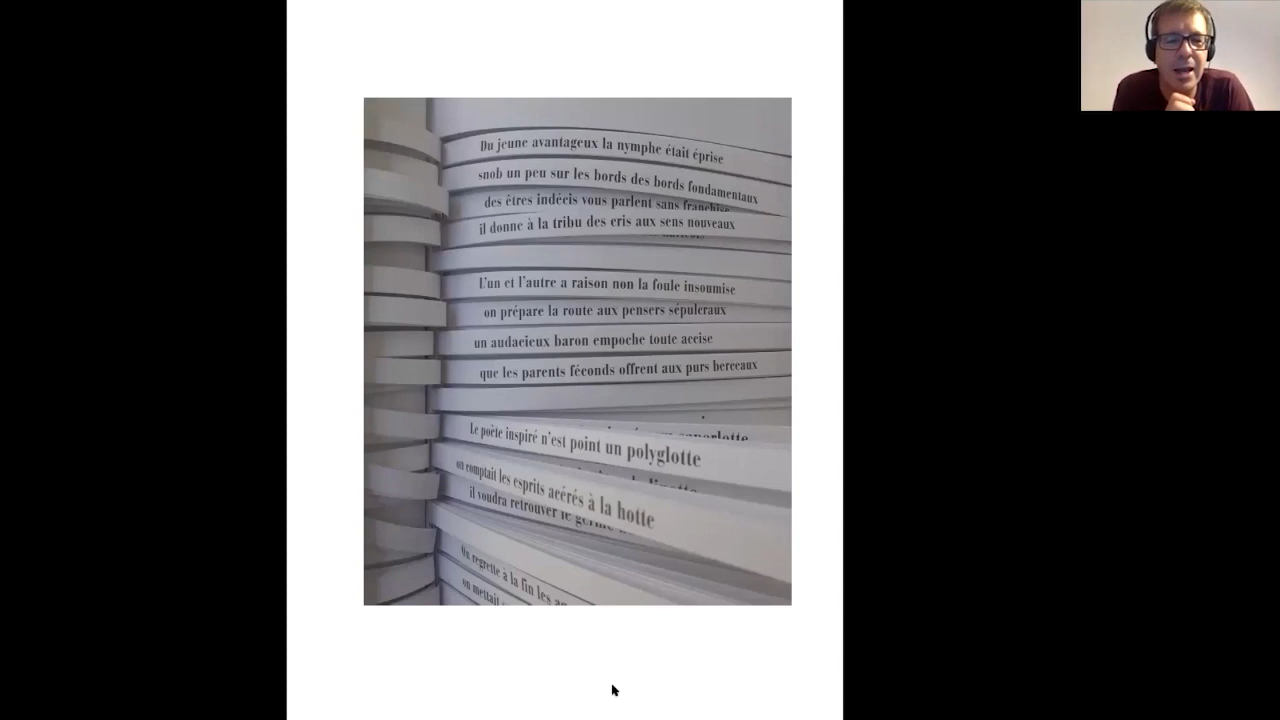 Du jeune avantageux la nymphe était éprise
snob un peu sur les bords des bords fondamentaux
des êtres indécis vous parlent sans franchise
il donne à la tribu des cris aux sens nouveaux
L'un et l'autre a raison non la foule insoumise
on prépare la route aux pensers sépulcraux
un audacieux baron empoche toute accise
que les parents féconds offrent aux purs berceaux
Le poète inspiré n'est point un polyglotte
on comptait les esprits acérés à la hotte
il voudra retrouver le germe
On regrette à la fin les
on mettait